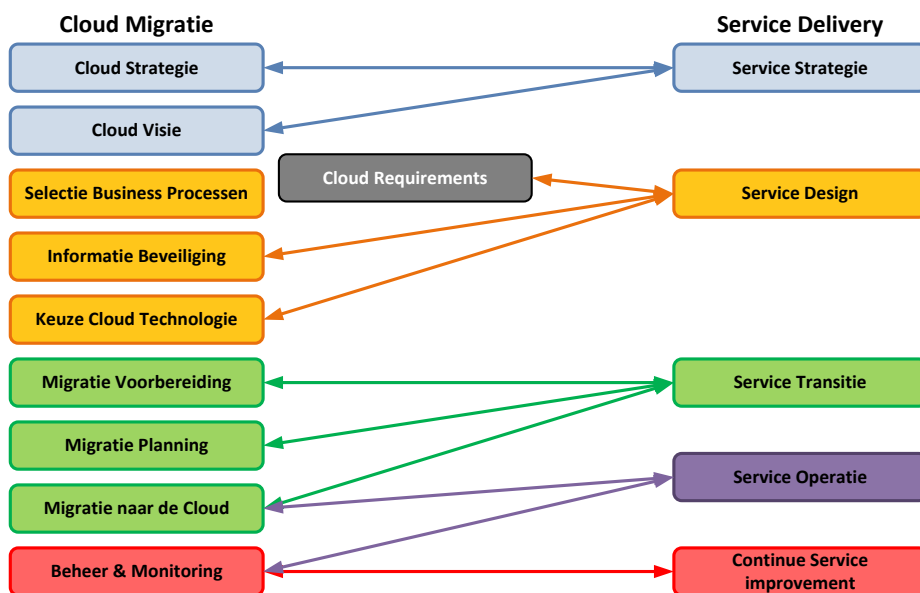 Cloud Migratie
Service Delivery
Cloud Strategie
Service Strategie
Cloud Visie
Cloud Requirements
Selectie Business Processen
Service Design
Informatie Beveiliging
Keuze Cloud Technologie
Migratie Voorbereiding
Service Transitie
Migratie Planning
Service Operatie
Migratie naar de Cloud
Beheer & Monitoring
Continue Service
improvement